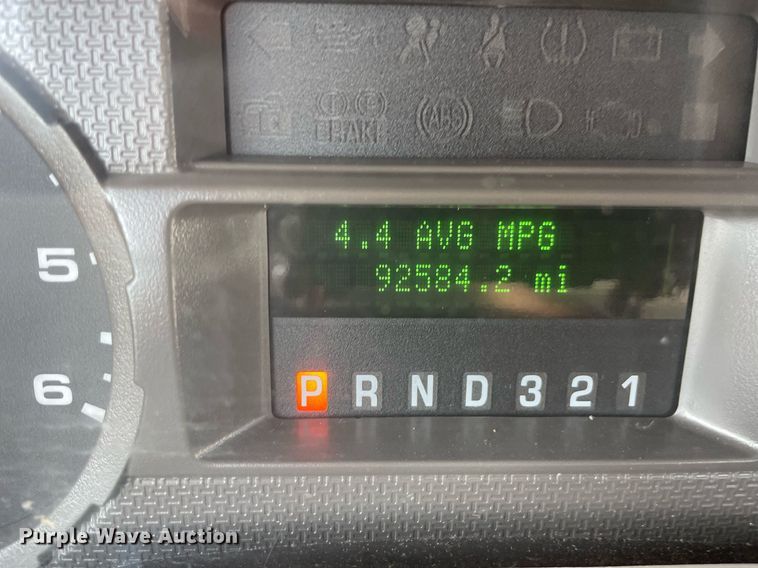 BRAKE
ABS
4.4 AVG MPG
92584.2 mi
5
6
P R N D 3 2 1
Purple Wave Auction